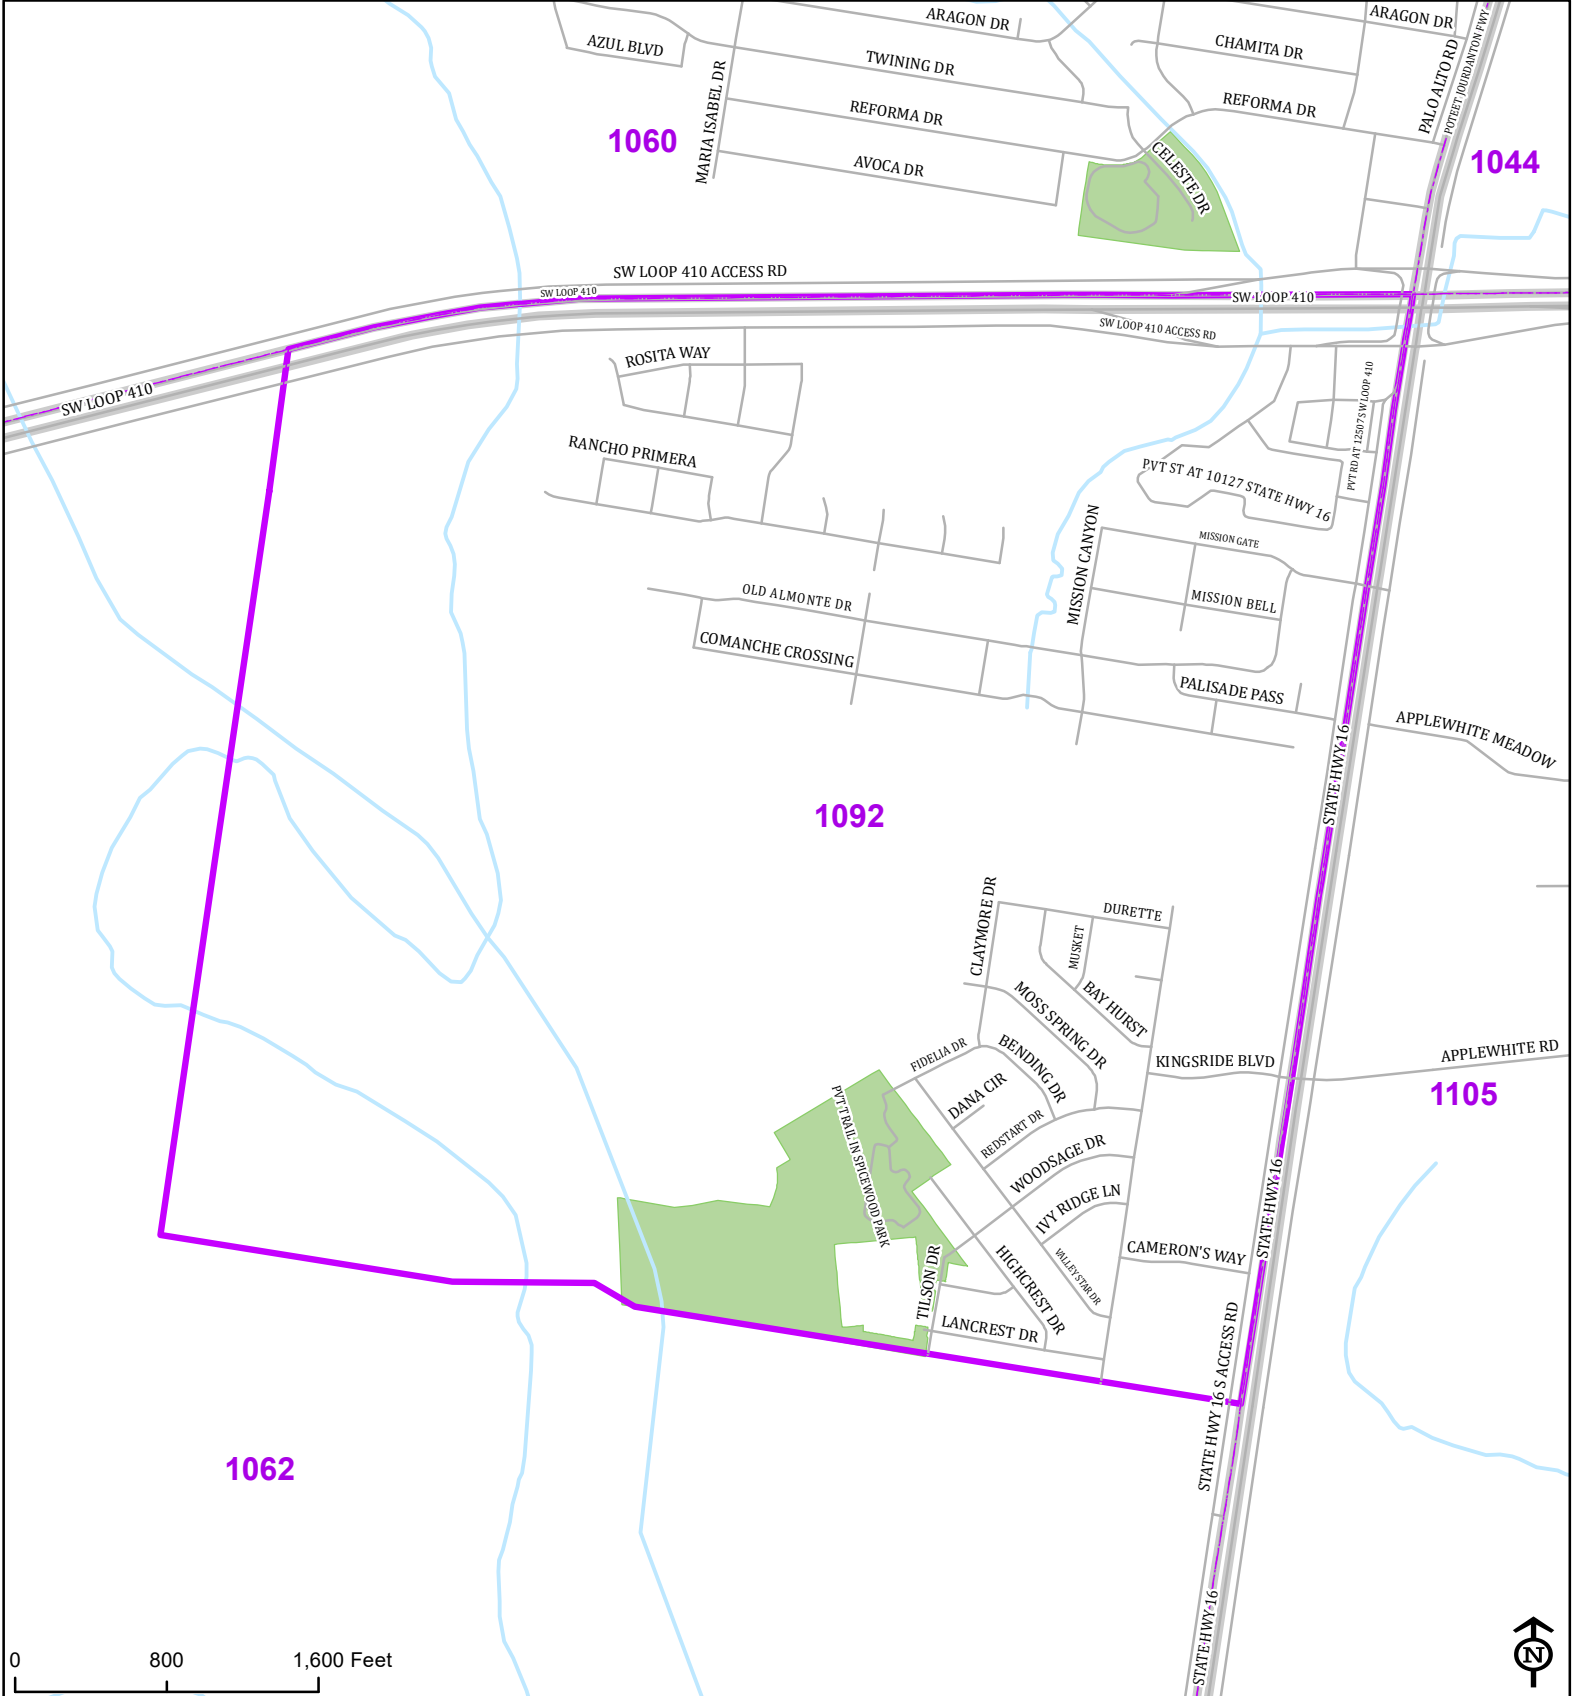 ARAGON DR
ARAGON DR
AZUL BLVD
CHAMITA DR
TWINING DR
PALO ALTO RD
POTEET JOURDANTON FWY
MARIA ISABEL DR
REFORMA DR
REFORMA DR
1060
1044
AVOCA DR
CELESTE DR
SW LOOP 410 ACCESS RD
SW LOOP 410
SW LOOP 410
SW LOOP 410 ACCESS RD
ROSITA WAY
SW LOOP 410
PVT RD AT 12507 SW LOOP 410
RANCHO PRIMERA
PVT ST AT 10127 STATE HWY 16
MISSION CANYON
MISSION GATE
OLD ALMONTE DR
MISSION BELL
COMANCHE CROSSING
PALISADE PASS
APPLEWHITE MEADOW
STATE HWY 16
1092
CLAYMORE DR
DURETTE
MUSKET
BAY HURST
MOSS SPRING DR
BENDING DR
FIDELIA DR
KINGSRIDE BLVD
APPLEWHITE RD
DANA CIR
1105
PVT TRAIL IN SPICEWOOD PARK
REDSTART DR
WOODSAGE DR
IVY RIDGE LN
STATE HWY 16
CAMERON'S WAY
TILSON DR
HIGHCREST DR
VALLEY STAR DR
LANCREST DR
STATE HWY 16 S ACCESS RD
1062
STATE HWY 16
0 800 1,600 Feet
N